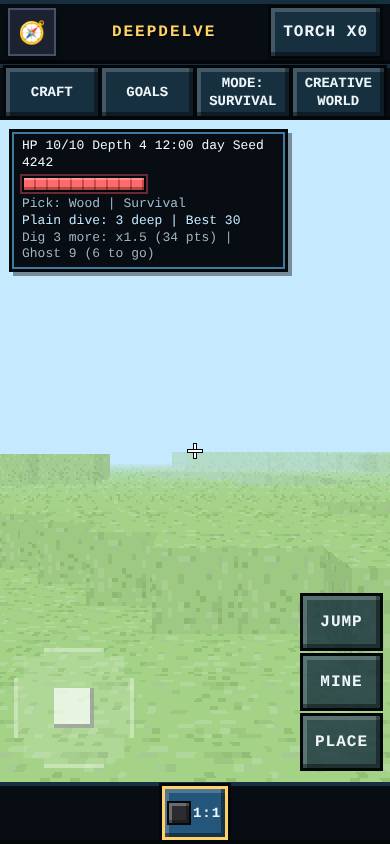 DEEPDELVE
TORCH X0
CRAFT
GOALS
MODE:
SURVIVAL
CREATIVE
WORLD
HP 10/10 Depth 4 12:00 day Seed
4242
Pick: Wood | Survival
Plain dive: 3 deep | Best 30
Dig 3 more: x1.5 (34 pts) |
Ghost 9 (6 to go)
JUMP
MINE
PLACE
1:1